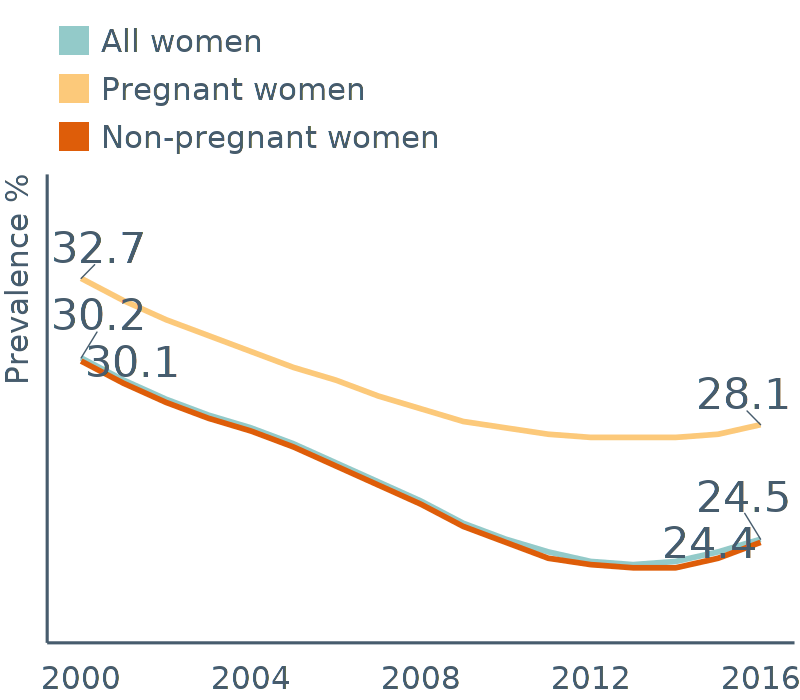 All women
Pregnant women
Non-pregnant women
Prevalence %
32.7
30.2
30.1
28.1
24.5
24.4
2000 2004 2008 2012 2016